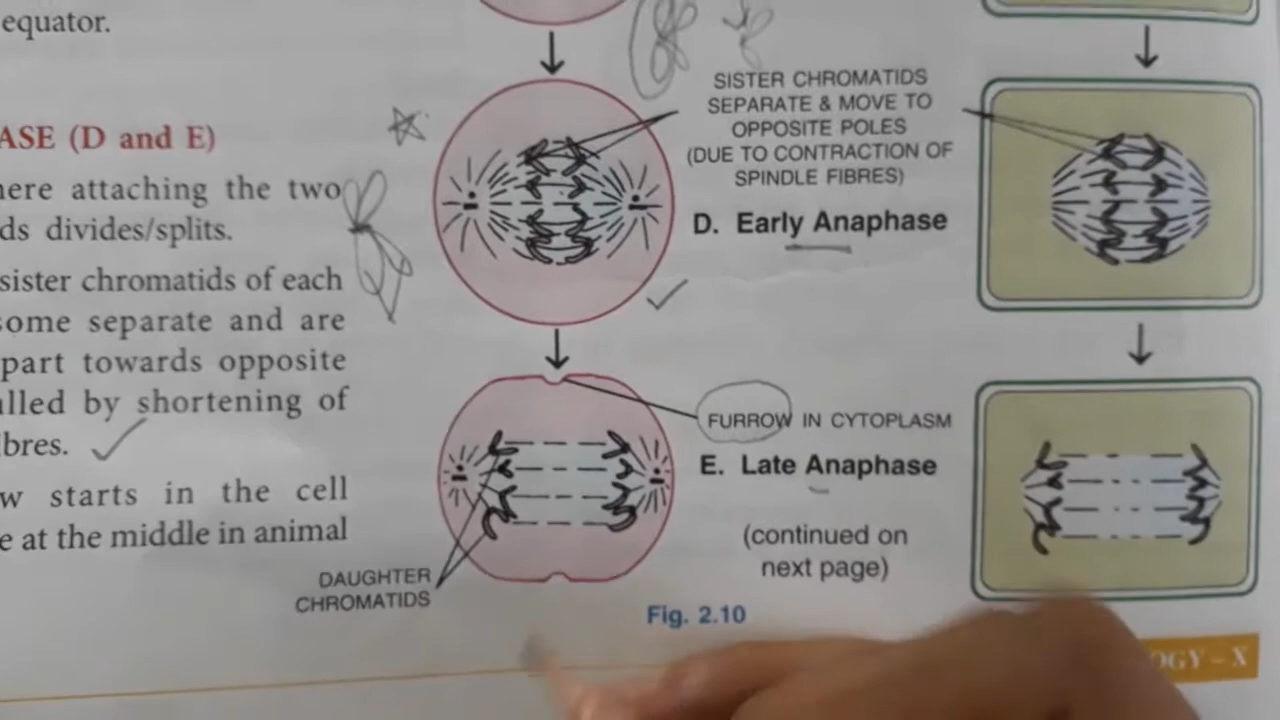 equator.
ASE (D and E)
here attaching the two
ds divides/splits.
sister chromatids of each
some separate and are
part towards opposite
ulled by shortening of
ibres.
w starts in the cell
e at the middle in animal
SISTER CHROMATIDS
SEPARATE & MOVE TO
OPPOSITE POLES
(DUE TO CONTRACTION OF
SPINDLE FIBRES)
D. Early Anaphase
FURROW IN CYTOPLASM
E. Late Anaphase
(continued on
next page)
DAUGHTER
CHROMATIDS
Fig. 2.10
OGY – X